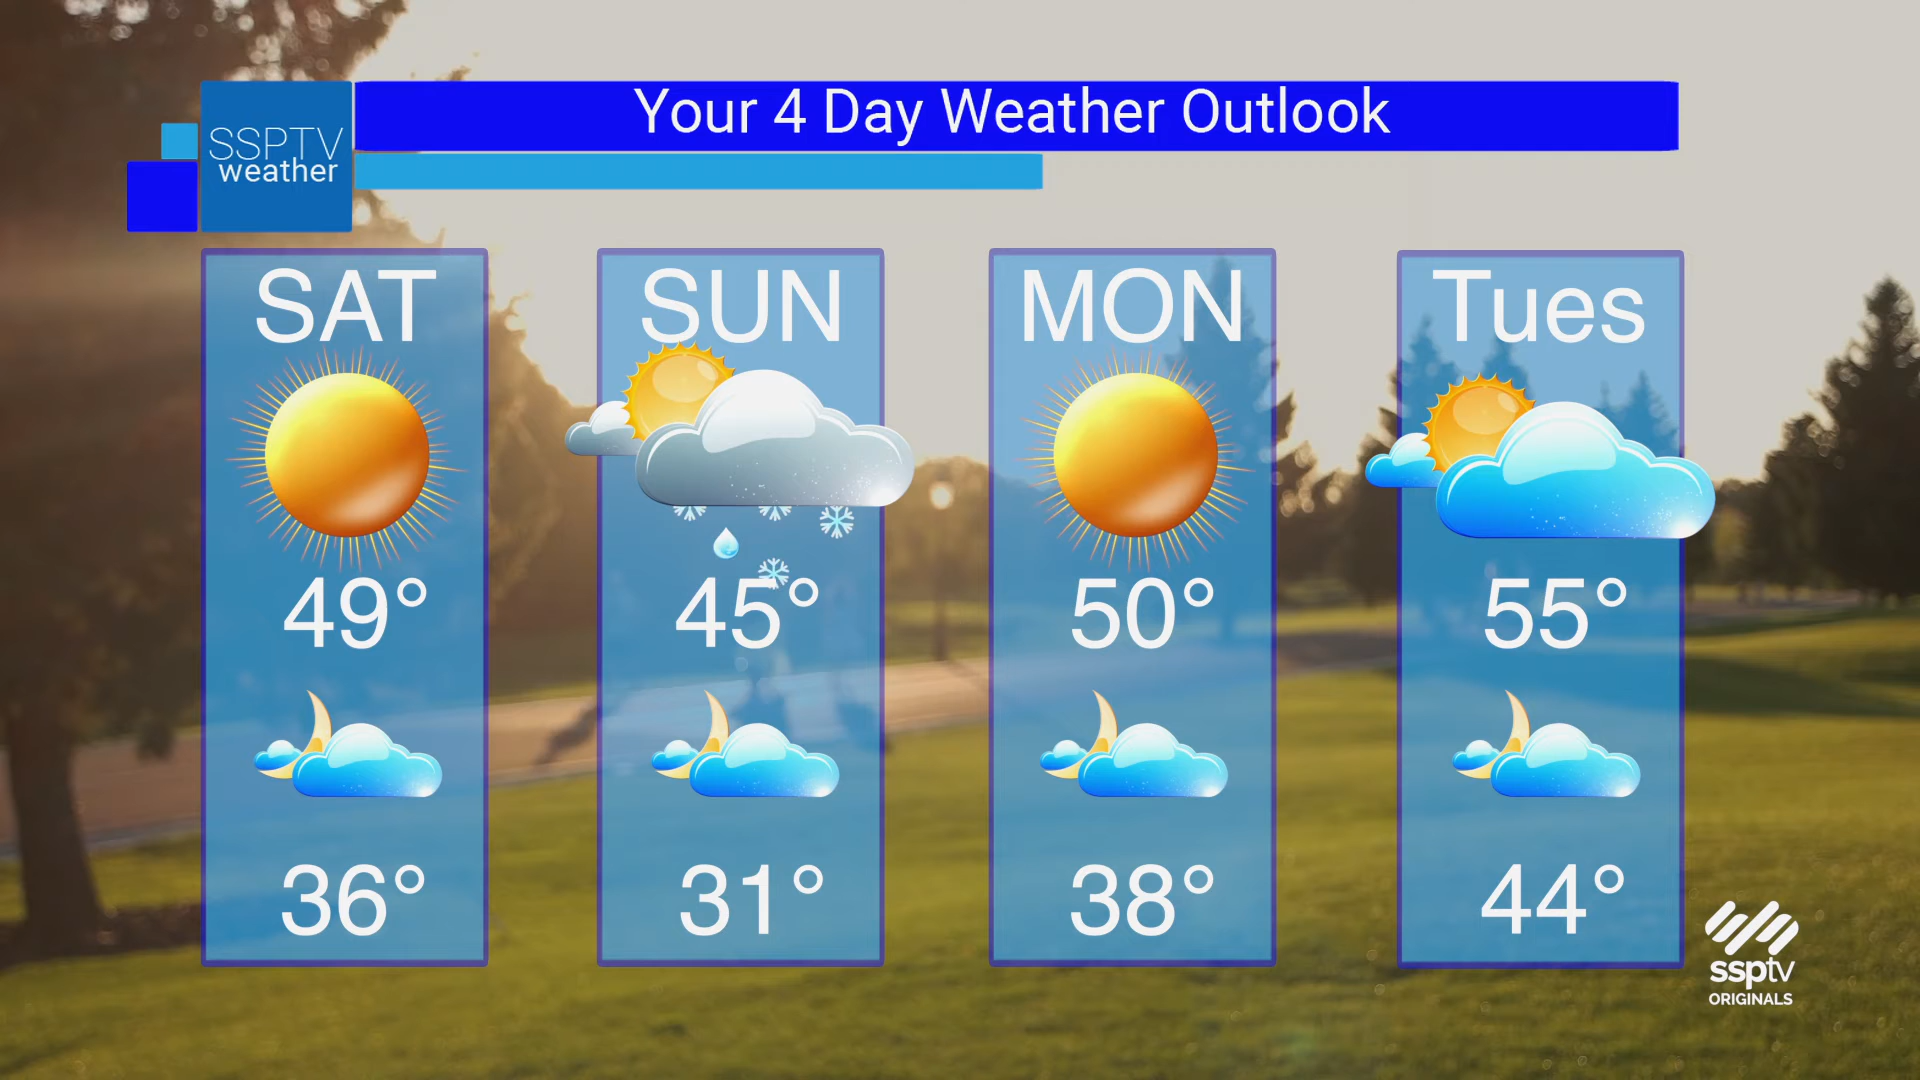 Your 4 Day Weather Outlook
SSPTV
weather
SAT
SUN
MON
Tues
49°
45°
50°
55°
36°
31°
38°
44°
ssptv
ORIGINALS